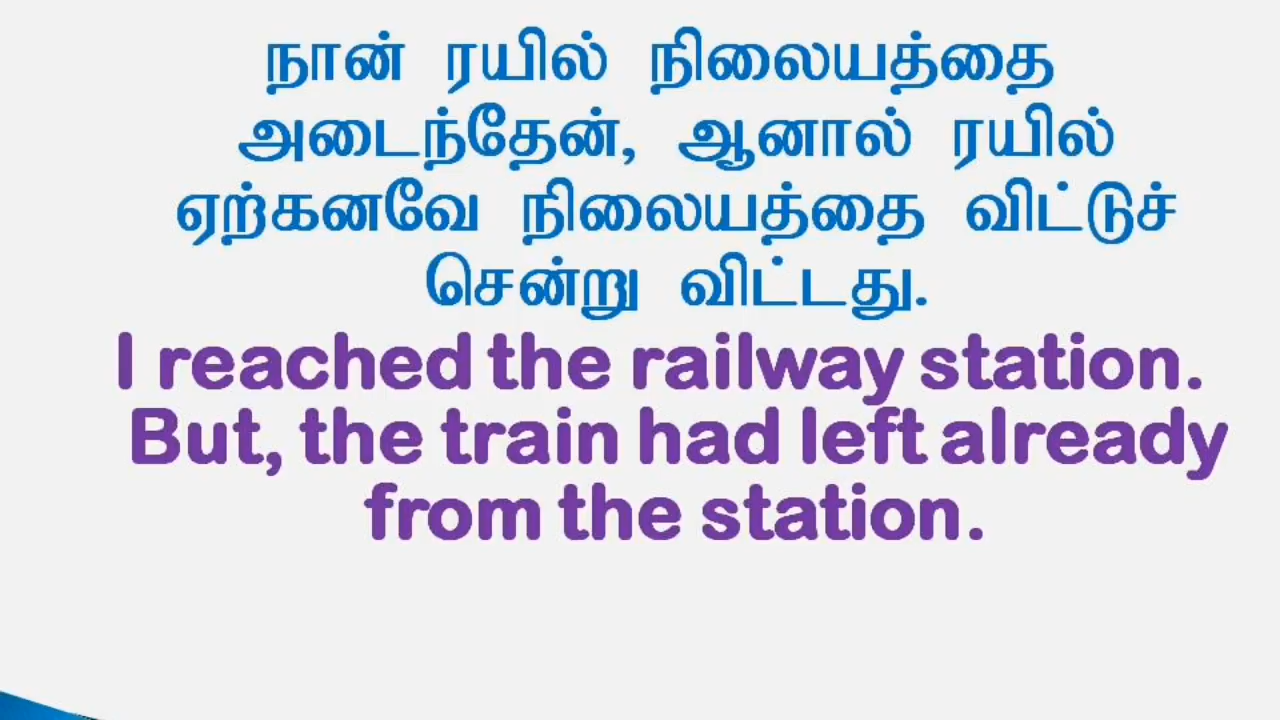 நான் ரயில் நிலையத்தை
அடைந்தேன், ஆனால் ரயில்
ஏற்கனவே நிலையத்தை விட்டுச்
சென்று விட்டது.
I reached the railway station.
But, the train had left already
from the station.